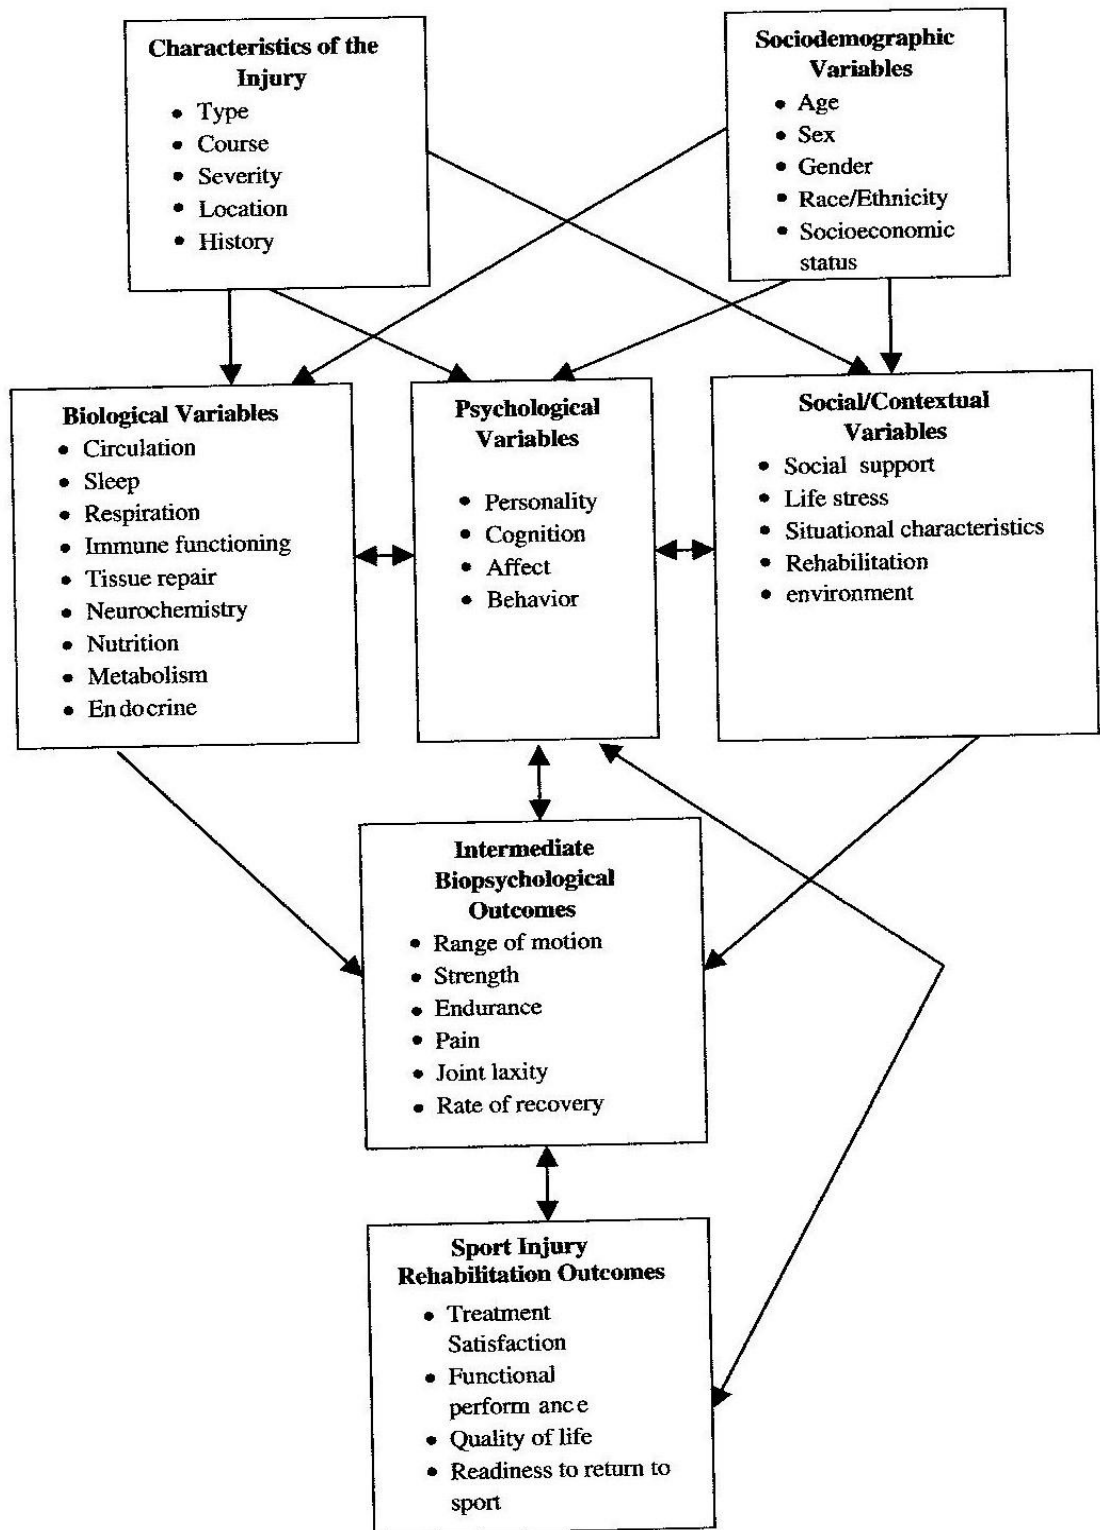 Characteristics of the
Injury
• Type
• Course
• Severity
• Location
• History
Sociodemographic
Variables
• Age
• Sex
• Gender
• Race/Ethnicity
• Socioeconomic
status
Biological Variables
• Circulation
• Sleep
• Respiration
• Immune functioning
• Tissue repair
• Neurochemistry
• Nutrition
• Metabolism
• Endocrine
Psychological
Variables
• Personality
• Cognition
• Affect
• Behavior
Social/Contextual
Variables
• Social support
• Life stress
• Situational characteristics
• Rehabilitation
• environment
Intermediate
Biopsychological
Outcomes
• Range of motion
• Strength
• Endurance
• Pain
• Joint laxity
• Rate of recovery
Sport Injury
Rehabilitation Outcomes
• Treatment
Satisfaction
• Functional
perform ance
• Quality of life
• Readiness to return to
sport